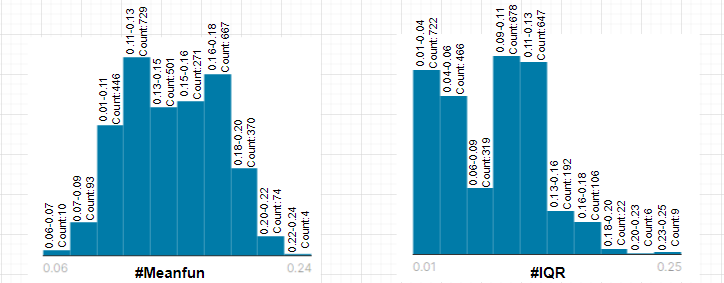 0.06-0.07
Count:10
0.07-0.09
Count:93
0.01-0.11
Count:446
0.11-0.13
Count:729
0.13-0.15
Count:501
0.15-0.16
Count:271
0.16-0.18
Count:667
0.18-0.20
Count:370
0.20-0.22
Count:74
0.22-0.24
Count:4
0.06
0.24
#Meanfun
0.01-0.04
Count:722
0.04-0.06
Count:466
0.06-0.09
Count:319
0.09-0.11
Count:678
0.11-0.13
Count:647
0.13-0.16
Count:192
0.16-0.18
Count:106
0.18-0.20
Count:22
0.20-0.23
Count:6
0.23-0.25
Count:9
0.01
0.25
#IQR